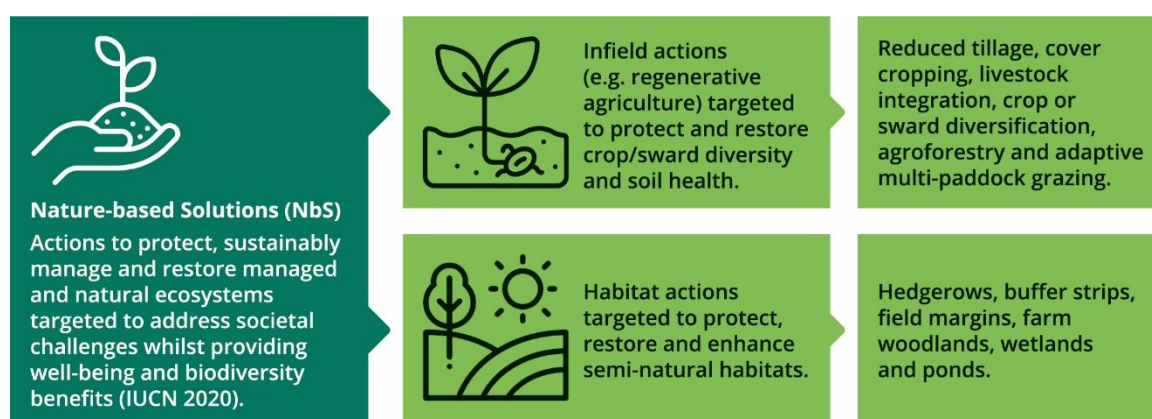 Nature-based Solutions (NbS)
Actions to protect, sustainably
manage and restore managed
and natural ecosystems
targeted to address societal
challenges whilst providing
well-being and biodiversity
benefits (IUCN 2020).
Infield actions
(e.g. regenerative
agriculture) targeted
to protect and restore
crop/sward diversity
and soil health.
Reduced tillage, cover
cropping, livestock
integration, crop or
sward diversification,
agroforestry and adaptive
multi-paddock grazing.
Habitat actions
targeted to protect,
restore and enhance
semi-natural habitats.
Hedgerows, buffer strips,
field margins, farm
woodlands, wetlands
and ponds.